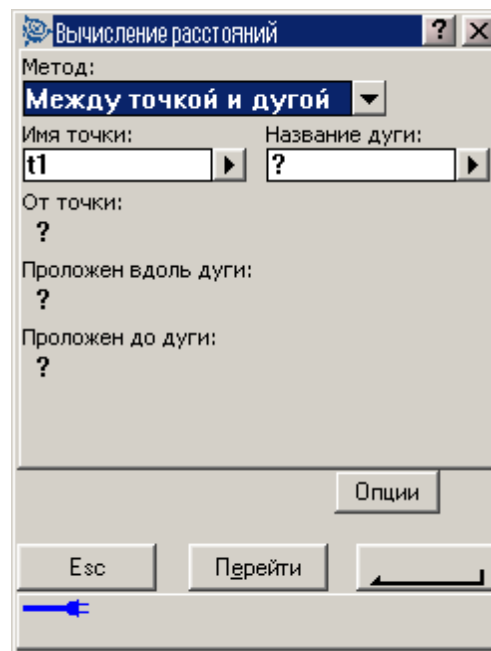 Вычисление расстояний ? X
Метод:
Между точкой и дугой
Имя точки: Название дуги:
t1 ?
От точки:
?
Проложен вдоль дуги:
?
Проложен до дуги:
?
Опции
Esc Перейти